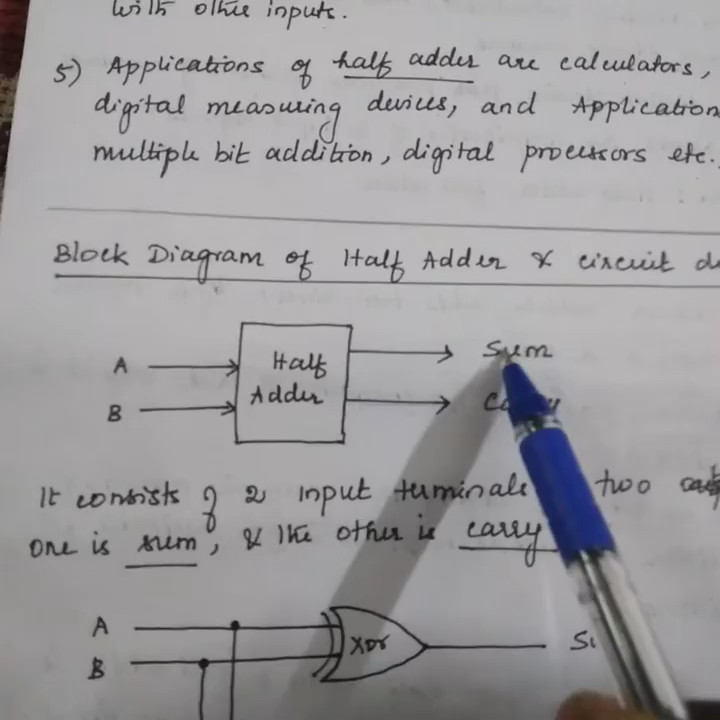 with other inputs.
5) Applications of half adder are calculators,
digital measuring devices, and Application
multiple bit addition, digital processors etc.
Block Diagram of Half Adder & circuit d
A
B
Half
Adder
Sum
Carry
It consists of 2 input terminals two
one is sum, & the other is carry
A
B
XOR
S